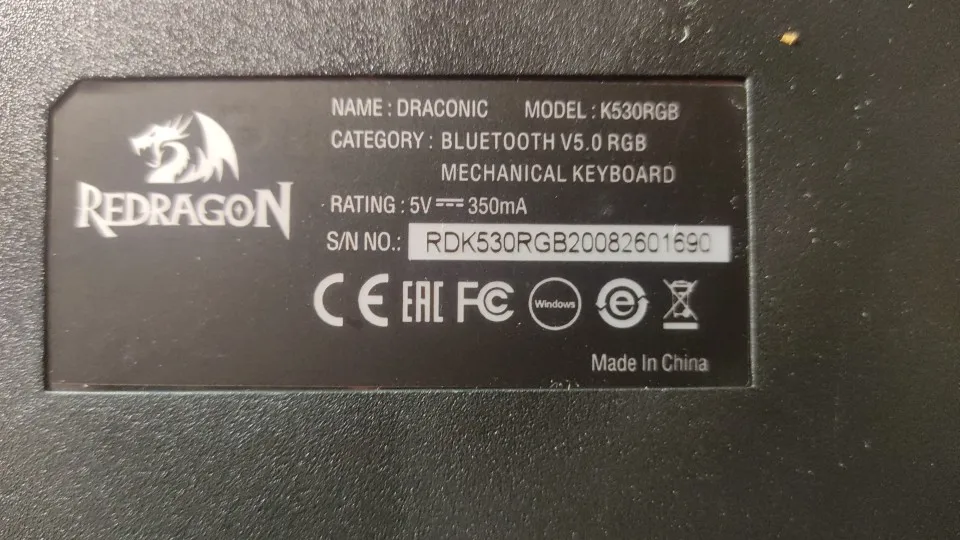 NAME : DRACONIC MODEL : K530RGB
CATEGORY : BLUETOOTH V5.0 RGB
MECHANICAL KEYBOARD
REDRAGON
RATING : 5V⎓350mA
S/N NO.: RDK530RGB20082601690
CE EAC FC Windows e
Made In China